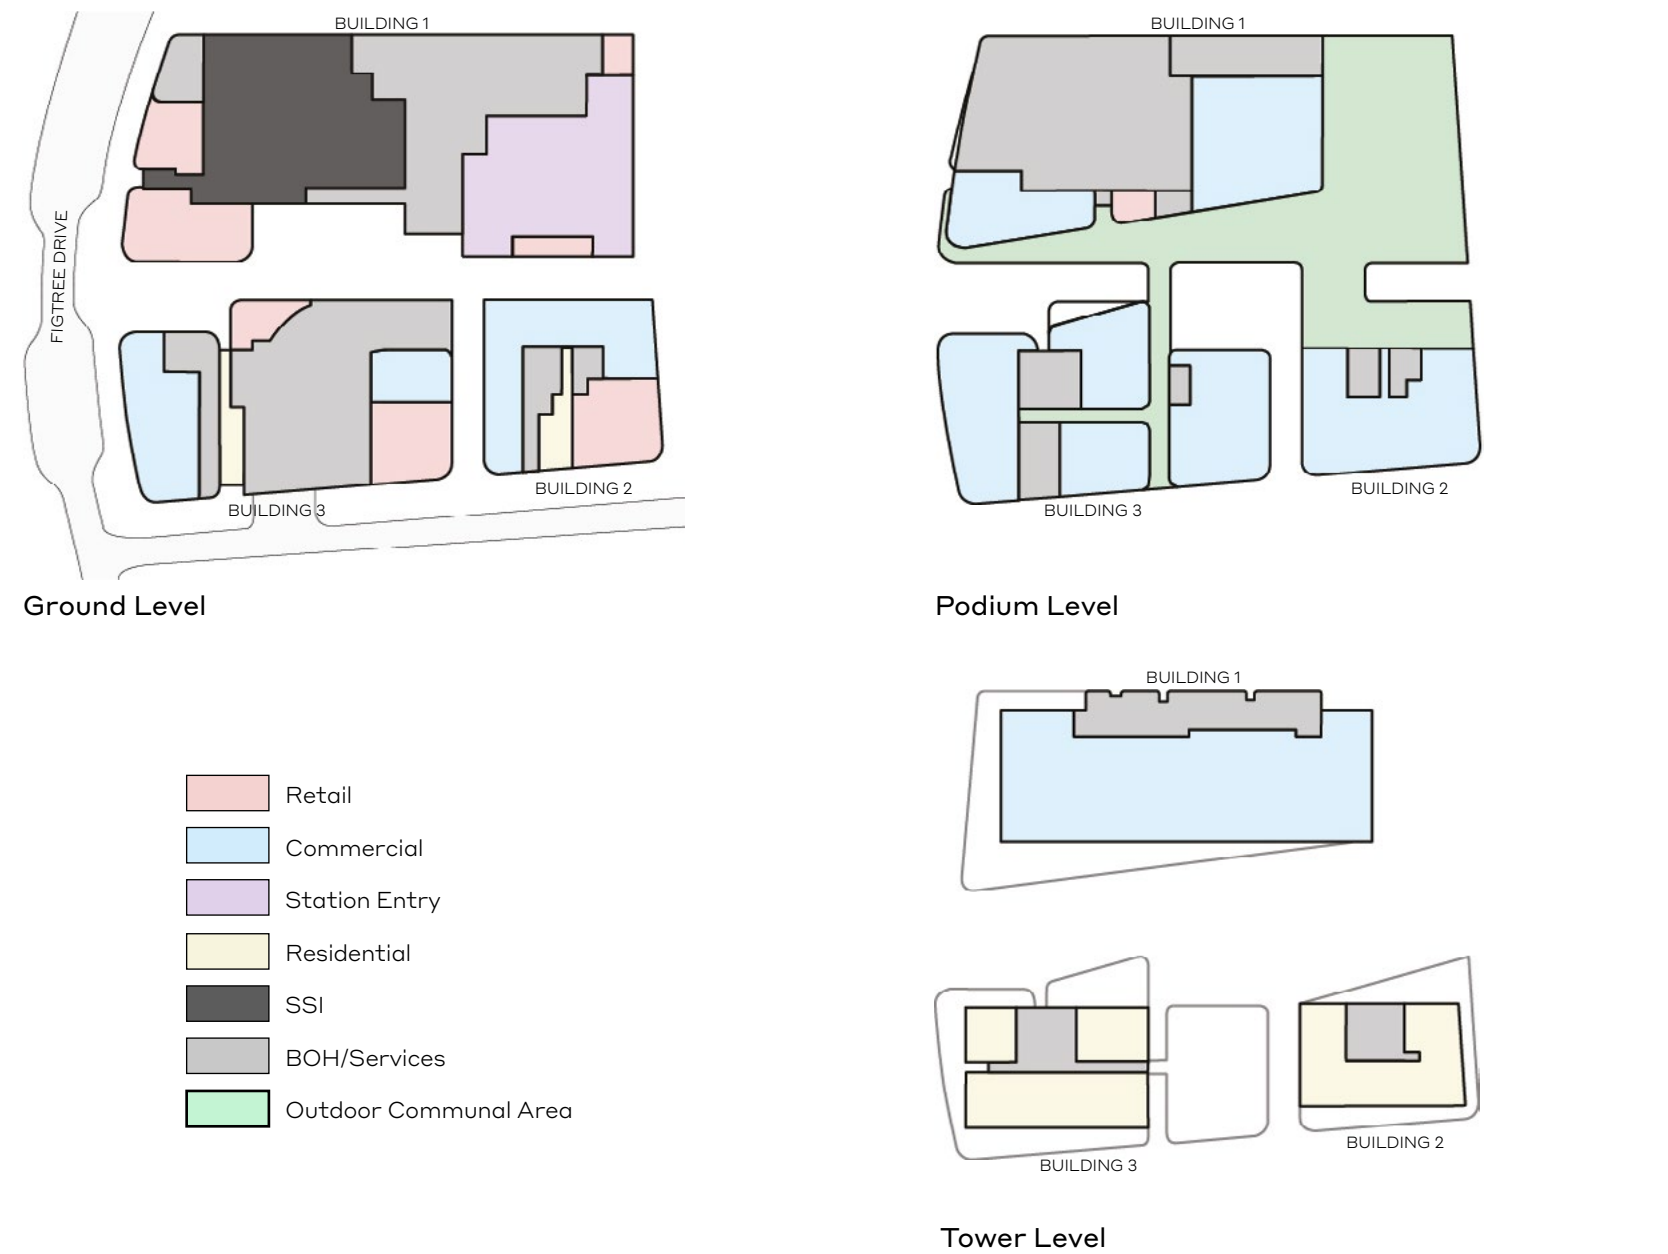 BUILDING 1
FIGTREE DRIVE
BUILDING 2
BUILDING 3
Ground Level
BUILDING 1
BUILDING 2
BUILDING 3
Podium Level
Retail
Commercial
Station Entry
Residential
SSI
BOH/Services
Outdoor Communal Area
BUILDING 1
BUILDING 2
BUILDING 3
Tower Level